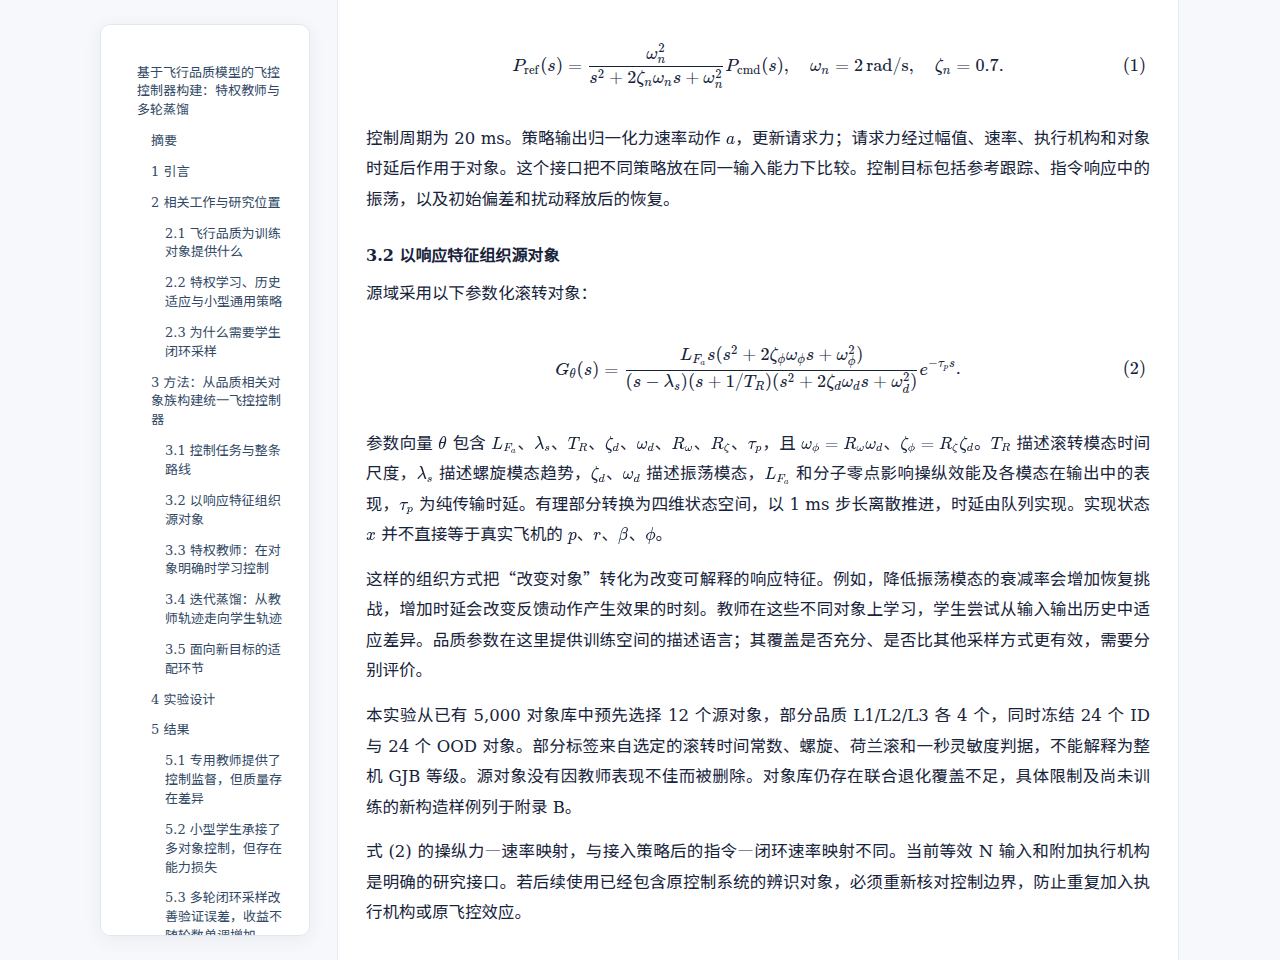 基于飞行品质模型的飞控
控制器构建：特权教师与
多轮蒸馏
摘要
1 引言
2 相关工作与研究位置
2.1 飞行品质为训练
对象提供什么
2.2 特权学习、历史
适应与小型通用策略
2.3 为什么需要学生
闭环采样
3 方法：从品质相关对
象族构建统一飞控控制
器
3.1 控制任务与整条
路线
3.2 以响应特征组织
源对象
3.3 特权教师：在对
象明确时学习控制
3.4 迭代蒸馏：从教
师轨迹走向学生轨迹
3.5 面向新目标的适
配环节
4 实验设计
5 结果
5.1 专用教师提供了
控制监督，但质量存
在差异
5.2 小型学生承接了
多对象控制，但存在
能力损失
5.3 多轮闭环采样改
善验证误差，收益不
随轮数单调增加
P_ref(s) = ω_n^2 / (s^2 + 2ζ_nω_ns + ω_n^2) P_cmd(s), ω_n = 2 rad/s, ζ_n = 0.7. (1)
控制周期为 20 ms。策略输出归一化力速率动作 a，更新请求力；请求力经过幅值、速率、执行机构和对象
时延后作用于对象。这个接口把不同策略放在同一输入能力下比较。控制目标包括参考跟踪、指令响应中的
振荡，以及初始偏差和扰动释放后的恢复。
3.2 以响应特征组织源对象
源域采用以下参数化滚转对象：
G_θ(s) = L_{F_a}s(s^2 + 2ζ_ϕω_ϕs + ω_ϕ^2) / ((s − λ_s)(s + 1/T_R)(s^2 + 2ζ_dω_ds + ω_d^2)) e^{−τ_ps}. (2)
参数向量 θ 包含 L_{F_a}、λ_s、T_R、ζ_d、ω_d、R_ω、R_ζ、τ_p，且 ω_ϕ = R_ωω_d、ζ_ϕ = R_ζζ_d。T_R 描述滚转模态时间
尺度，λ_s 描述螺旋模态趋势，ζ_d、ω_d 描述振荡模态，L_{F_a} 和分子零点影响操纵效能及各模态在输出中的表
现，τ_p 为纯传输时延。有理部分转换为四维状态空间，以 1 ms 步长离散推进，时延由队列实现。实现状态
x 并不直接等于真实飞机的 p、r、β、ϕ。
这样的组织方式把“改变对象”转化为改变可解释的响应特征。例如，降低振荡模态的衰减率会增加恢复挑
战，增加时延会改变反馈动作产生效果的时刻。教师在这些不同对象上学习，学生尝试从输入输出历史中适
应差异。品质参数在这里提供训练空间的描述语言；其覆盖是否充分、是否比其他采样方式更有效，需要分
别评价。
本实验从已有 5,000 对象库中预先选择 12 个源对象，部分品质 L1/L2/L3 各 4 个，同时冻结 24 个 ID
与 24 个 OOD 对象。部分标签来自选定的滚转时间常数、螺旋、荷兰滚和一秒灵敏度判据，不能解释为整
机 GJB 等级。源对象没有因教师表现不佳而被删除。对象库仍存在联合退化覆盖不足，具体限制及尚未训
练的新构造样例列于附录 B。
式 (2) 的操纵力—速率映射，与接入策略后的指令—闭环速率映射不同。当前等效 N 输入和附加执行机构
是明确的研究接口。若后续使用已经包含原控制系统的辨识对象，必须重新核对控制边界，防止重复加入执
行机构或原飞控效应。